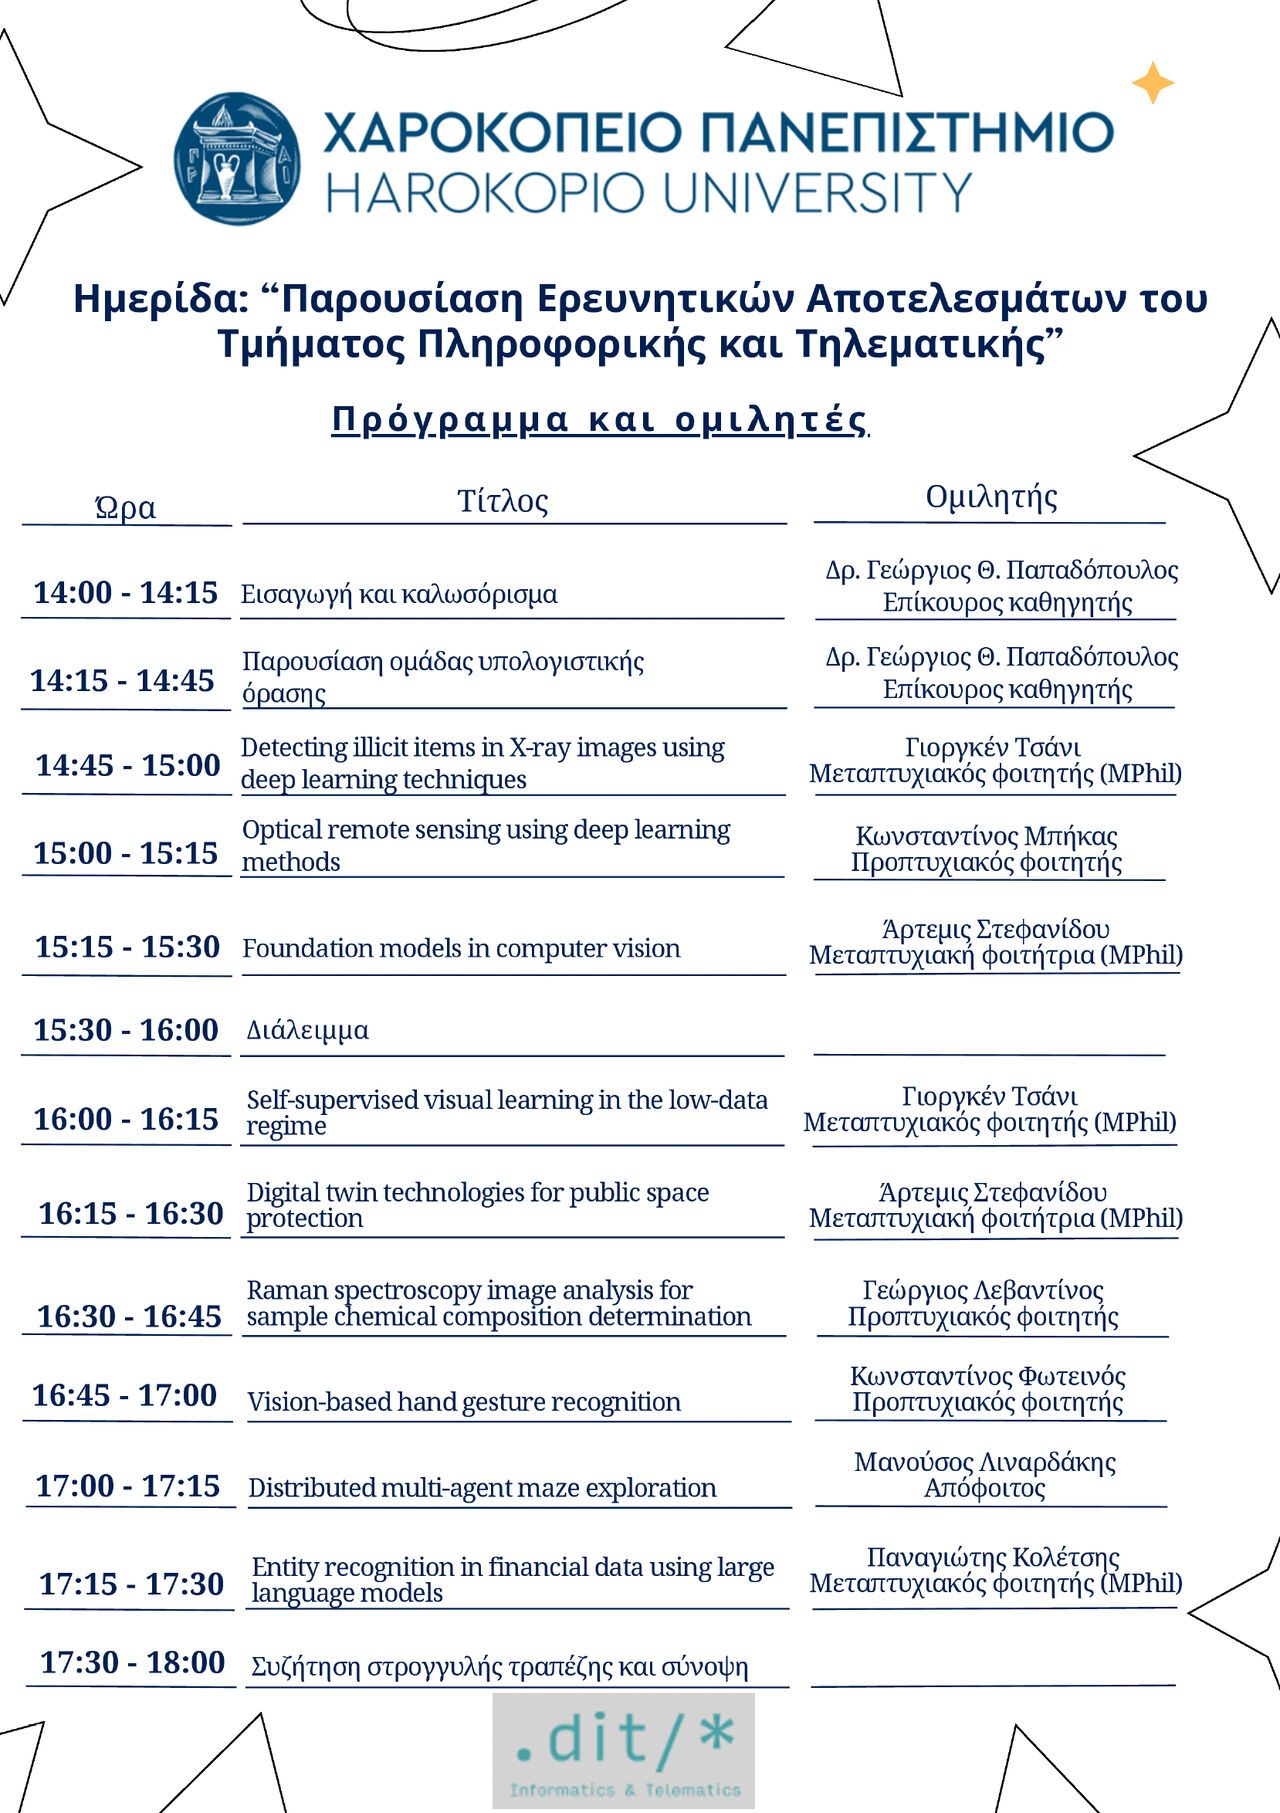 ΧΑΡΟΚΟΠΕΙΟ ΠΑΝΕΠΙΣΤΗΜΙΟ
HAROKOPIO UNIVERSITY
Ημερίδα: “Παρουσίαση Ερευνητικών Αποτελεσμάτων του
Τμήματος Πληροφορικής και Τηλεματικής”
Πρόγραμμα και ομιλητές
Ώρα
Τίτλος
Ομιλητής
14:00 - 14:15
Εισαγωγή και καλωσόρισμα
Δρ. Γεώργιος Θ. Παπαδόπουλος
Επίκουρος καθηγητής
14:15 - 14:45
Παρουσίαση ομάδας υπολογιστικής
όρασης
Δρ. Γεώργιος Θ. Παπαδόπουλος
Επίκουρος καθηγητής
14:45 - 15:00
Detecting illicit items in X-ray images using
deep learning techniques
Γιοργκέν Τσάνι
Μεταπτυχιακός φοιτητής (MPhil)
15:00 - 15:15
Optical remote sensing using deep learning
methods
Κωνσταντίνος Μπήκας
Προπτυχιακός φοιτητής
15:15 - 15:30
Foundation models in computer vision
Άρτεμις Στεφανίδου
Μεταπτυχιακή φοιτήτρια (MPhil)
15:30 - 16:00
Διάλειμμα
16:00 - 16:15
Self-supervised visual learning in the low-data
regime
Γιοργκέν Τσάνι
Μεταπτυχιακός φοιτητής (MPhil)
16:15 - 16:30
Digital twin technologies for public space
protection
Άρτεμις Στεφανίδου
Μεταπτυχιακή φοιτήτρια (MPhil)
16:30 - 16:45
Raman spectroscopy image analysis for
sample chemical composition determination
Γεώργιος Λεβαντίνος
Προπτυχιακός φοιτητής
16:45 - 17:00
Vision-based hand gesture recognition
Κωνσταντίνος Φωτεινός
Προπτυχιακός φοιτητής
17:00 - 17:15
Distributed multi-agent maze exploration
Μανούσος Λιναρδάκης
Απόφοιτος
17:15 - 17:30
Entity recognition in financial data using large
language models
Παναγιώτης Κολέτσης
Μεταπτυχιακός φοιτητής (MPhil)
17:30 - 18:00
Συζήτηση στρογγυλής τραπέζης και σύνοψη
.dit/*
Informatics & Telematics